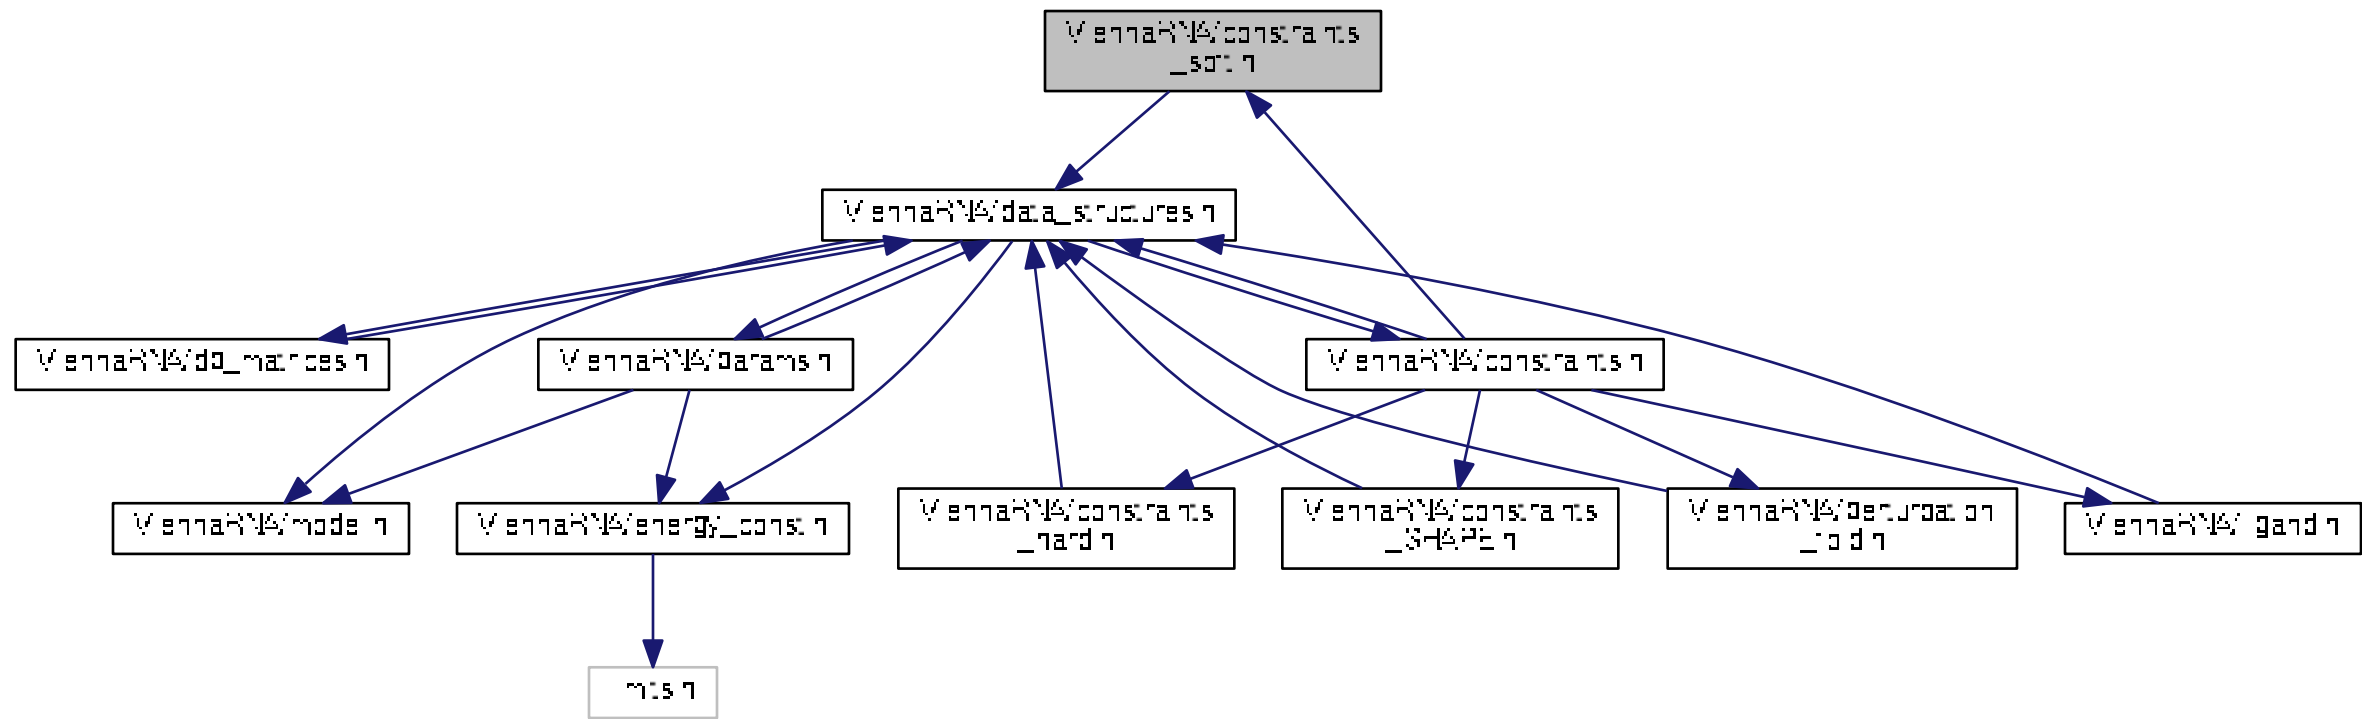 ViennaRNA/constraints
_soft.h
ViennaRNA/data_structures.h
ViennaRNA/dp_matrices.h
ViennaRNA/params.h
ViennaRNA/constraints.h
ViennaRNA/model.h
ViennaRNA/energy_const.h
ViennaRNA/constraints
_hard.h
ViennaRNA/constraints
_SHAPE.h
ViennaRNA/perturbation
_fold.h
ViennaRNA/ligand.h
limits.h